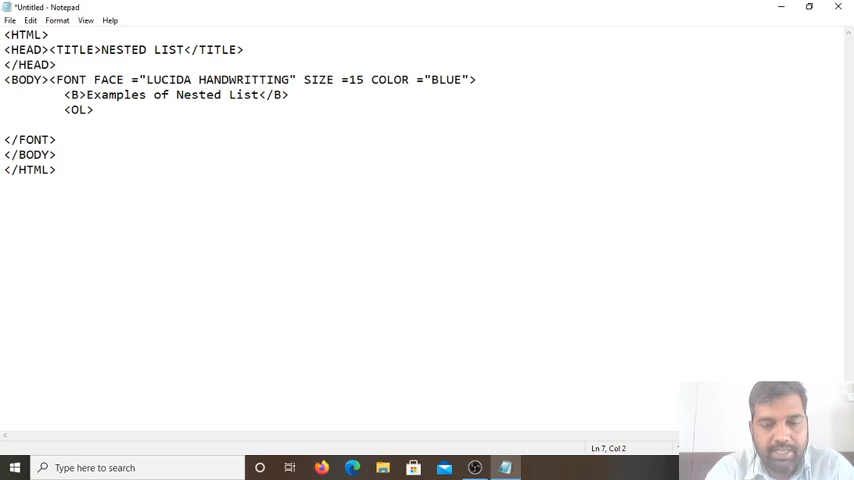 *Untitled - Notepad
File Edit Format View Help
<HTML>
<HEAD><TITLE>NESTED LIST</TITLE>
</HEAD>
<BODY><FONT FACE ="LUCIDA HANDWRITTING" SIZE =15 COLOR ="BLUE">
<B>Examples of Nested List</B>
<OL>
</FONT>
</BODY>
</HTML>
Ln 7, Col 2
Type here to search